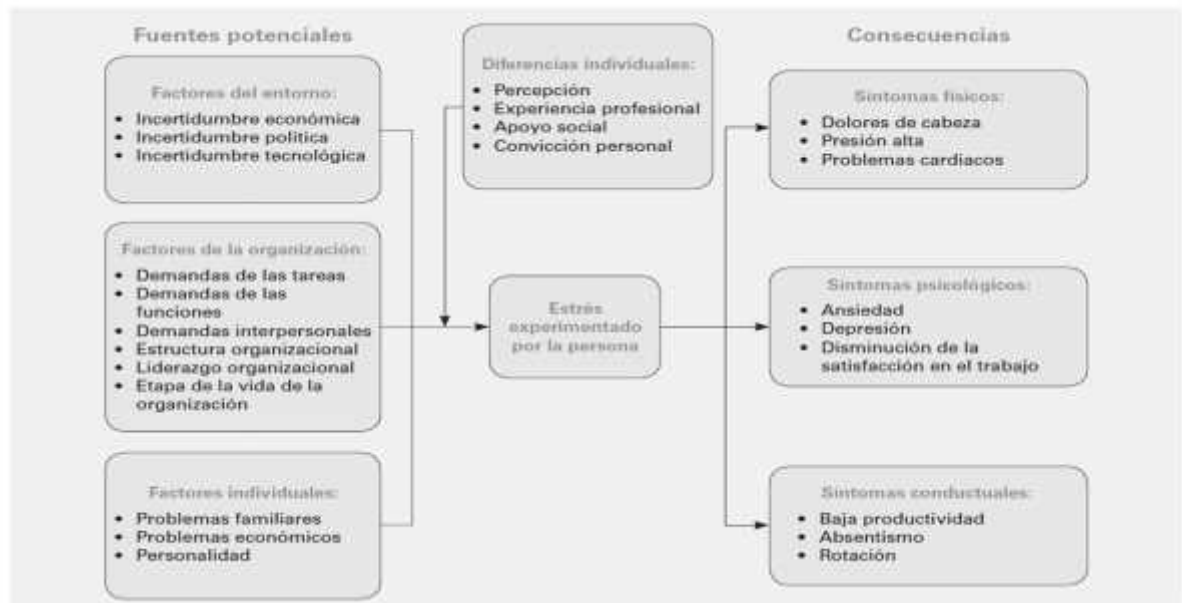 Fuentes potenciales
Factores del entorno:
• Incertidumbre económica
• Incertidumbre política
• Incertidumbre tecnológica
Factores de la organización:
• Demandas de las tareas
• Demandas de las
funciones
• Demandas interpersonales
• Estructura organizacional
• Liderazgo organizacional
• Etapa de la vida de la
organización
Factores individuales:
• Problemas familiares
• Problemas económicos
• Personalidad
Diferencias individuales:
• Percepción
• Experiencia profesional
• Apoyo social
• Convicción personal
Estrés
experimentado
por la persona
Consecuencias
Síntomas físicos:
• Dolores de cabeza
• Presión alta
• Problemas cardiacos
Síntomas psicológicos:
• Ansiedad
• Depresión
• Disminución de la
satisfacción en el trabajo
Síntomas conductuales:
• Baja productividad
• Absentismo
• Rotación